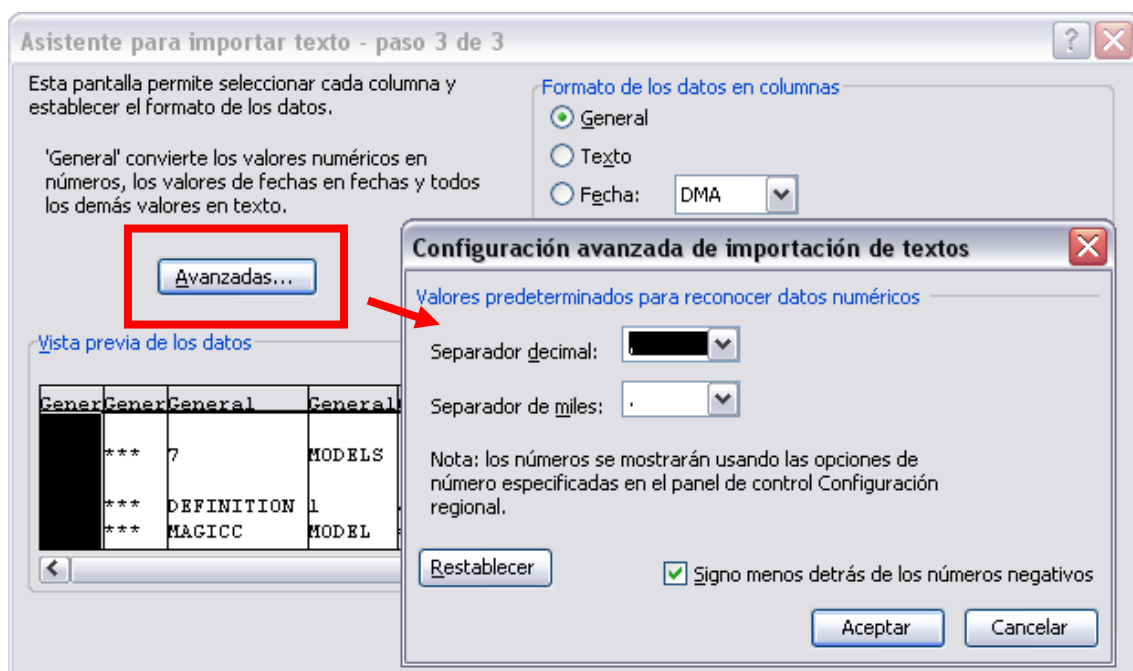 Asistente para importar texto - paso 3 de 3
Esta pantalla permite seleccionar cada columna y
establecer el formato de los datos.
'General' convierte los valores numéricos en
números, los valores de fechas en fechas y todos
los demás valores en texto.
Avanzadas...
Formato de los datos en columnas
General
Texto
Fecha: DMA
Configuración avanzada de importación de textos
Valores predeterminados para reconocer datos numéricos
Separador decimal: ,
Separador de miles: .
Nota: los números se mostrarán usando las opciones de
número especificadas en el panel de control Configuración
regional.
Restablecer
Signo menos detrás de los números negativos
Aceptar Cancelar
Vista previa de los datos
Gener Gener General General
*** 7 MODELS
*** DEFINITION 1
*** MAGICC MODEL